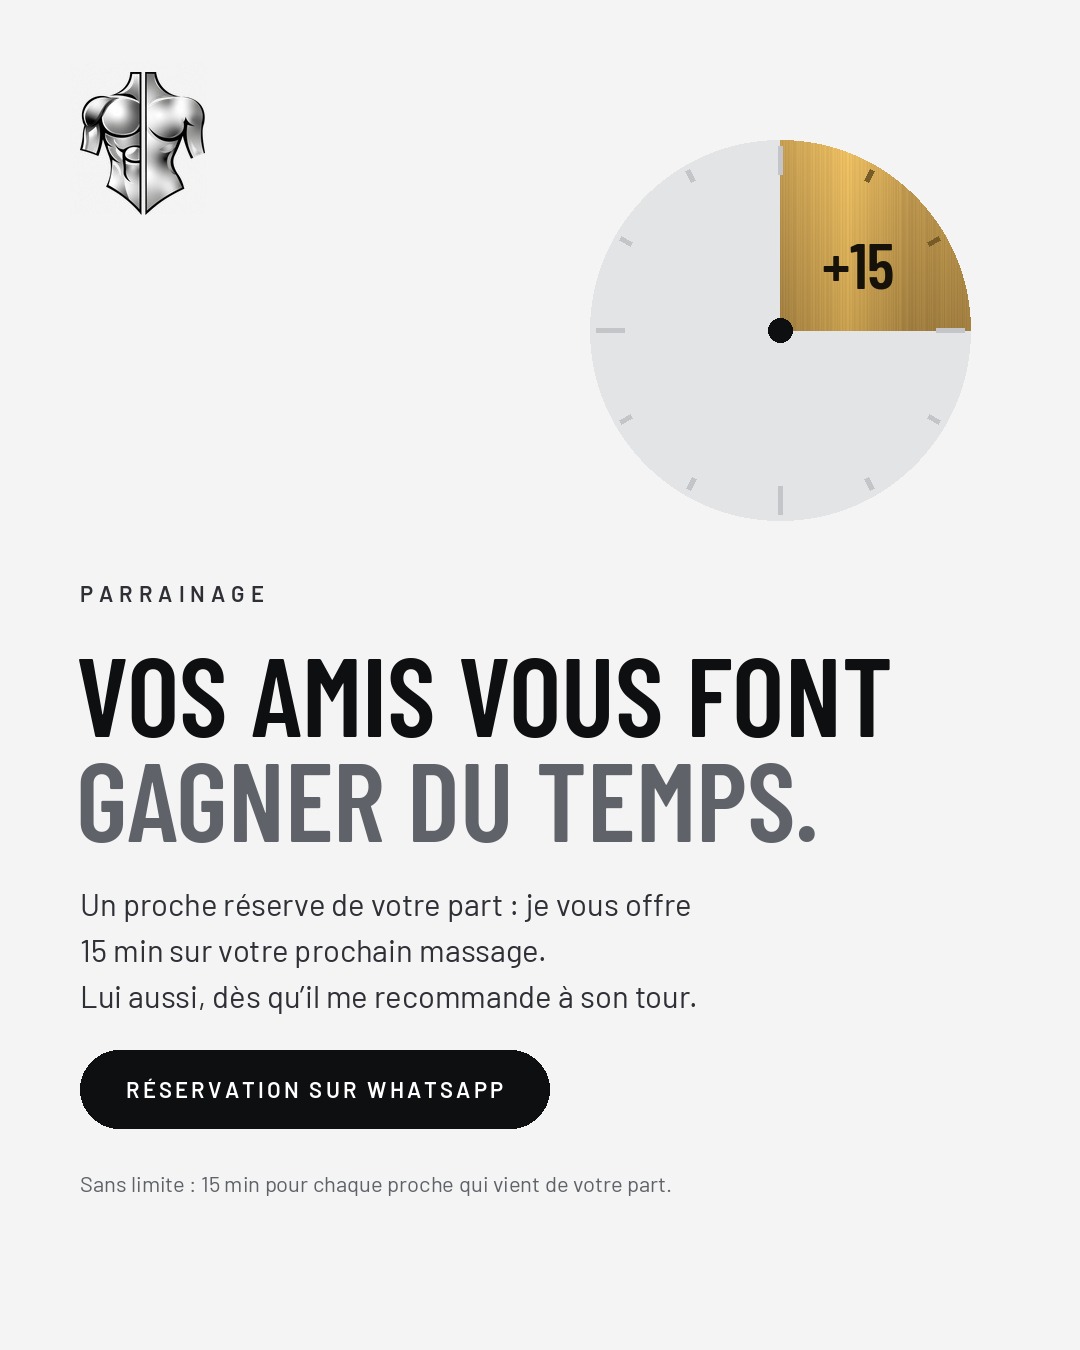 +15
PARRAINAGE
VOS AMIS VOUS FONT
GAGNER DU TEMPS.
Un proche réserve de votre part : je vous offre
15 min sur votre prochain massage.
Lui aussi, dès qu’il me recommande à son tour.
RÉSERVATION SUR WHATSAPP
Sans limite : 15 min pour chaque proche qui vient de votre part.